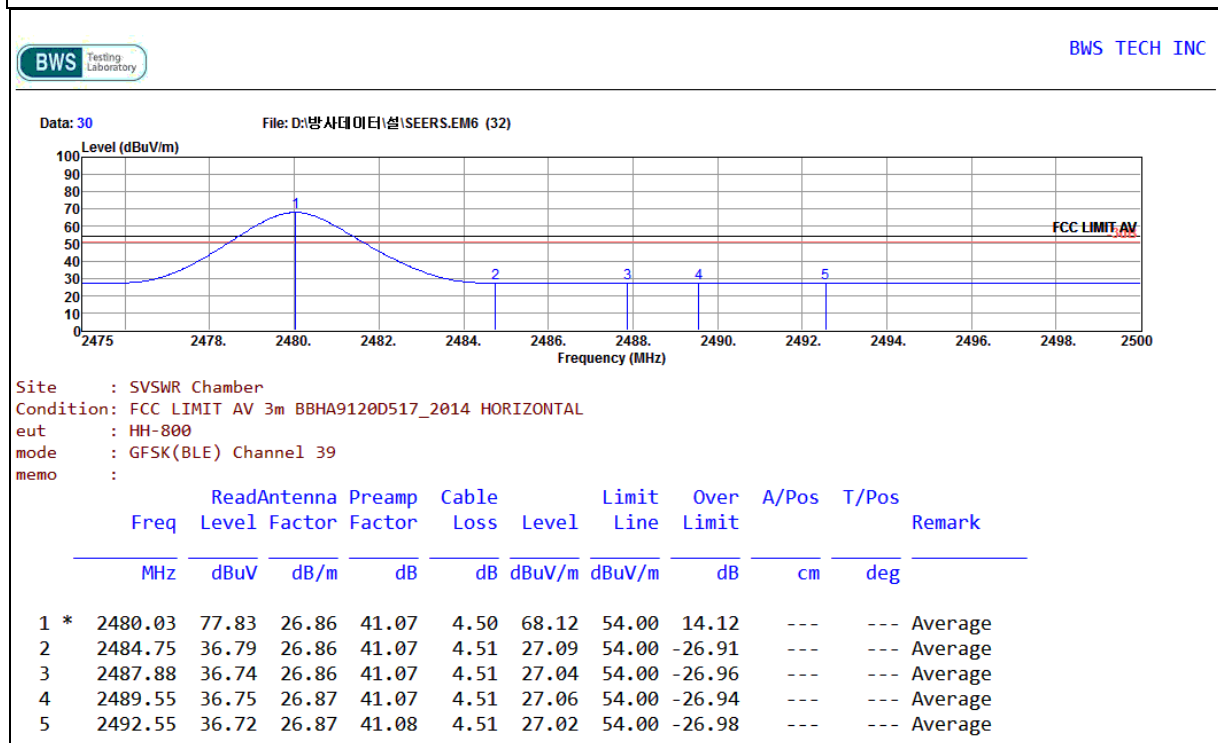 BWS Testing Laboratory
BWS TECH INC
Data: 30 File: D:\방사데이터\설\SEERS.EM6 (32)
Level (dBuV/m)
100
90
80
70
60
50
40
30
20
10
0
1
2 3 4 5
FCC LIMIT AV
2475 2478. 2480. 2482. 2484. 2486. 2488. 2490. 2492. 2494. 2496. 2498. 2500
Frequency (MHz)
Site : SVSWR Chamber
Condition: FCC LIMIT AV 3m BBHA9120D517_2014 HORIZONTAL
eut : HH-800
mode : GFSK(BLE) Channel 39
memo :
ReadAntenna Preamp Cable Limit Over A/Pos T/Pos
Freq Level Factor Factor Loss Level Line Limit Remark
MHz dBuV dB/m dB dB dBuV/m dBuV/m dB cm deg
1 * 2480.03 77.83 26.86 41.07 4.50 68.12 54.00 14.12 --- --- Average
2 2484.75 36.79 26.86 41.07 4.51 27.09 54.00 -26.91 --- --- Average
3 2487.88 36.74 26.86 41.07 4.51 27.04 54.00 -26.96 --- --- Average
4 2489.55 36.75 26.87 41.07 4.51 27.06 54.00 -26.94 --- --- Average
5 2492.55 36.72 26.87 41.08 4.51 27.02 54.00 -26.98 --- --- Average